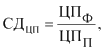 СД_ЦП = ЦП_Ф / ЦП_П,